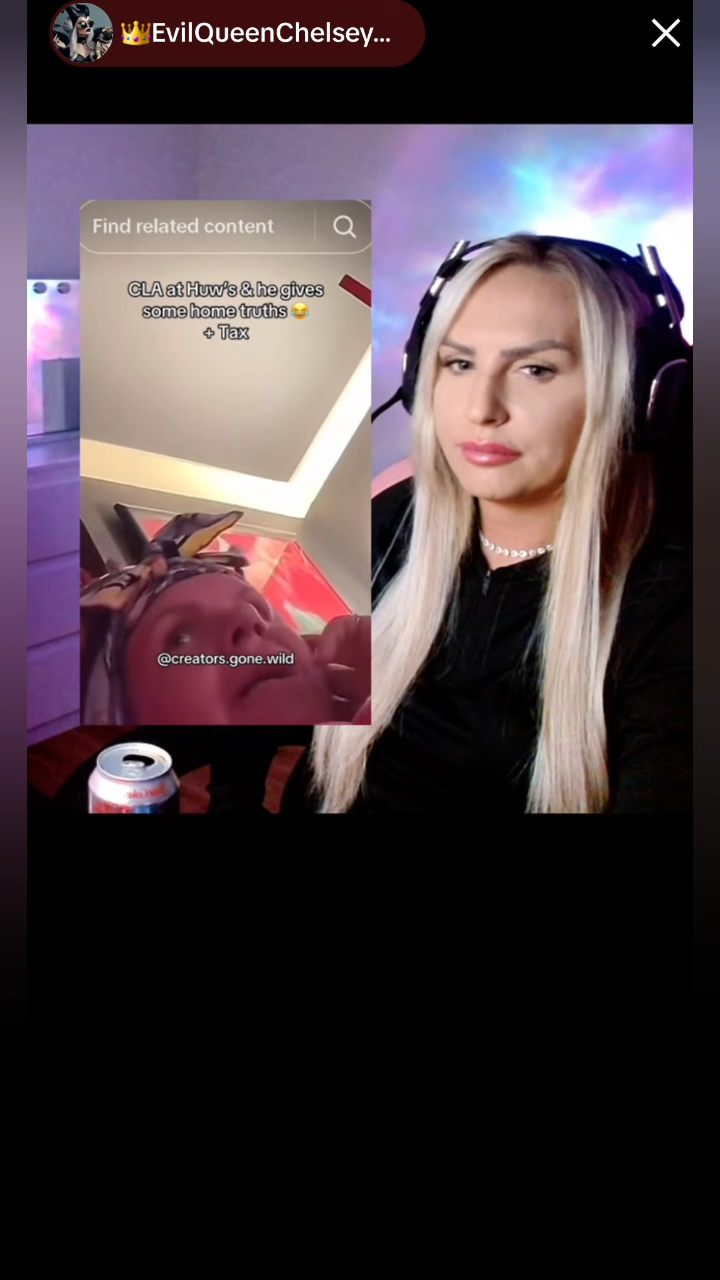 👑EvilQueenChelsey...
Find related content
CLA at Huw's & he gives
some home truths 😂
+ Tax
@creators.gone.wild